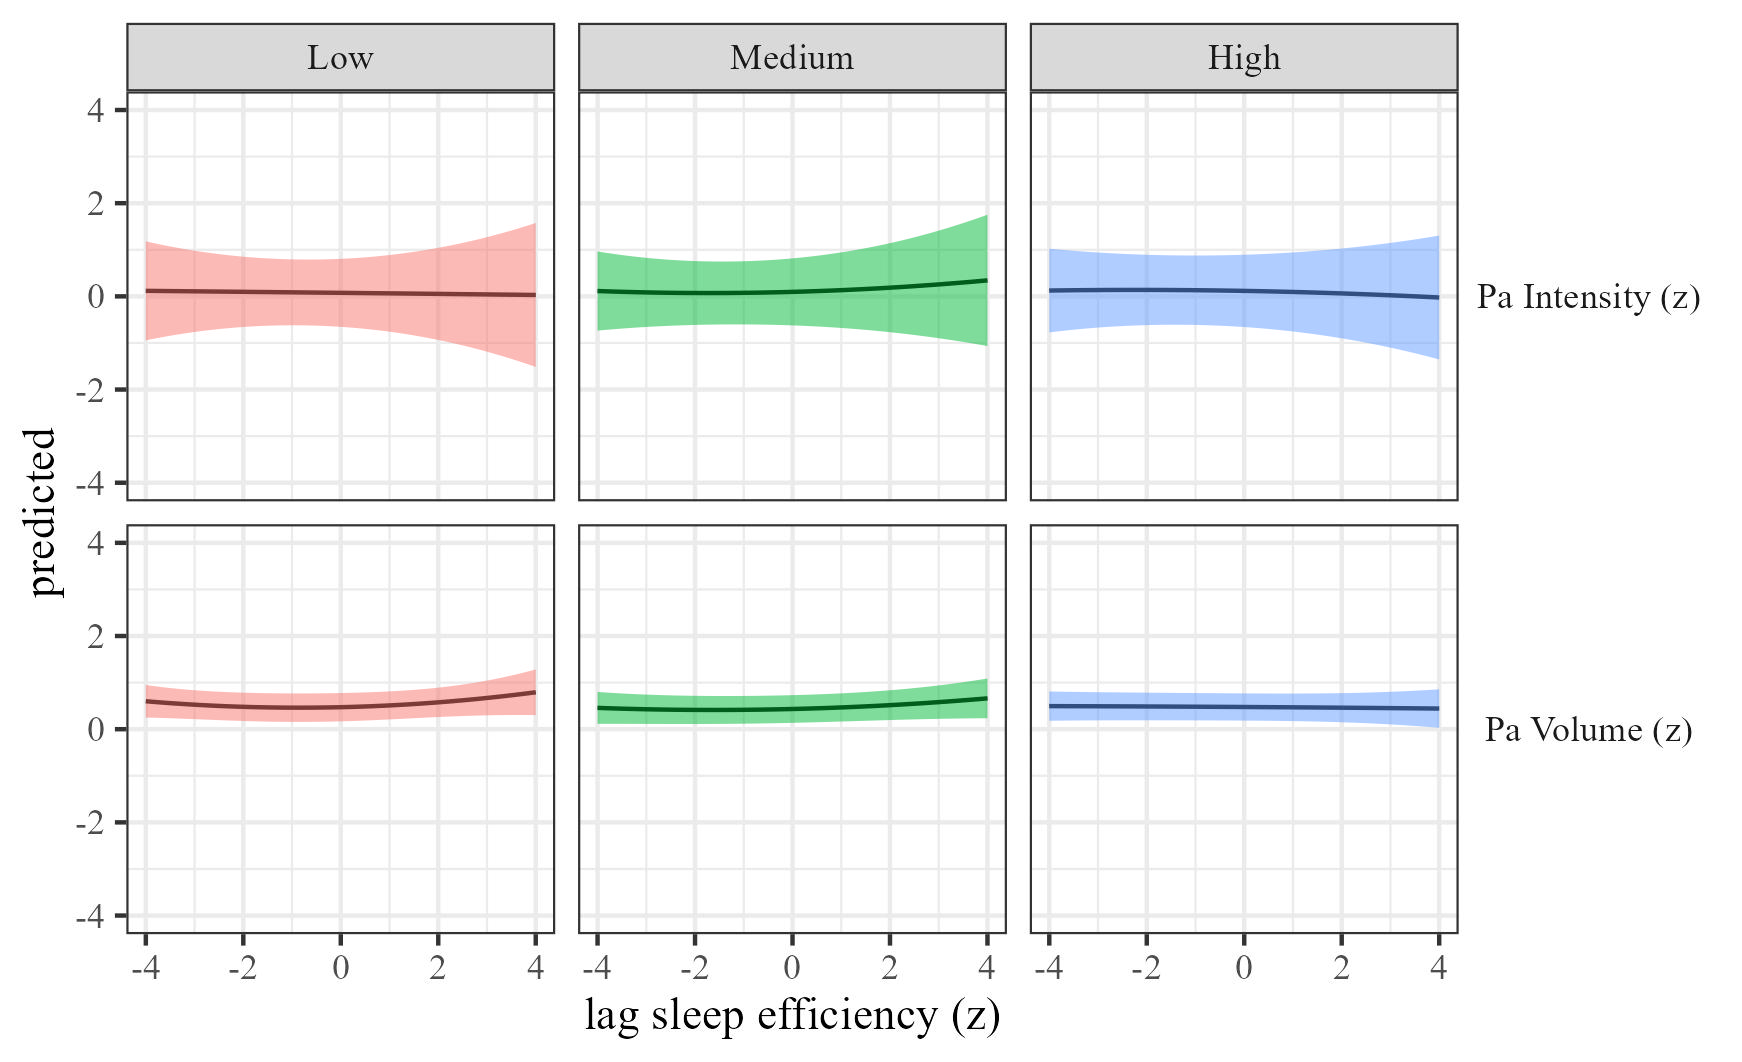 Low Medium High
4
2
0
-2
-4
Pa Intensity (z)
predicted
4
2
0
-2
-4
Pa Volume (z)
-4 -2 0 2 4 -4 -2 0 2 4 -4 -2 0 2 4
lag sleep efficiency (z)